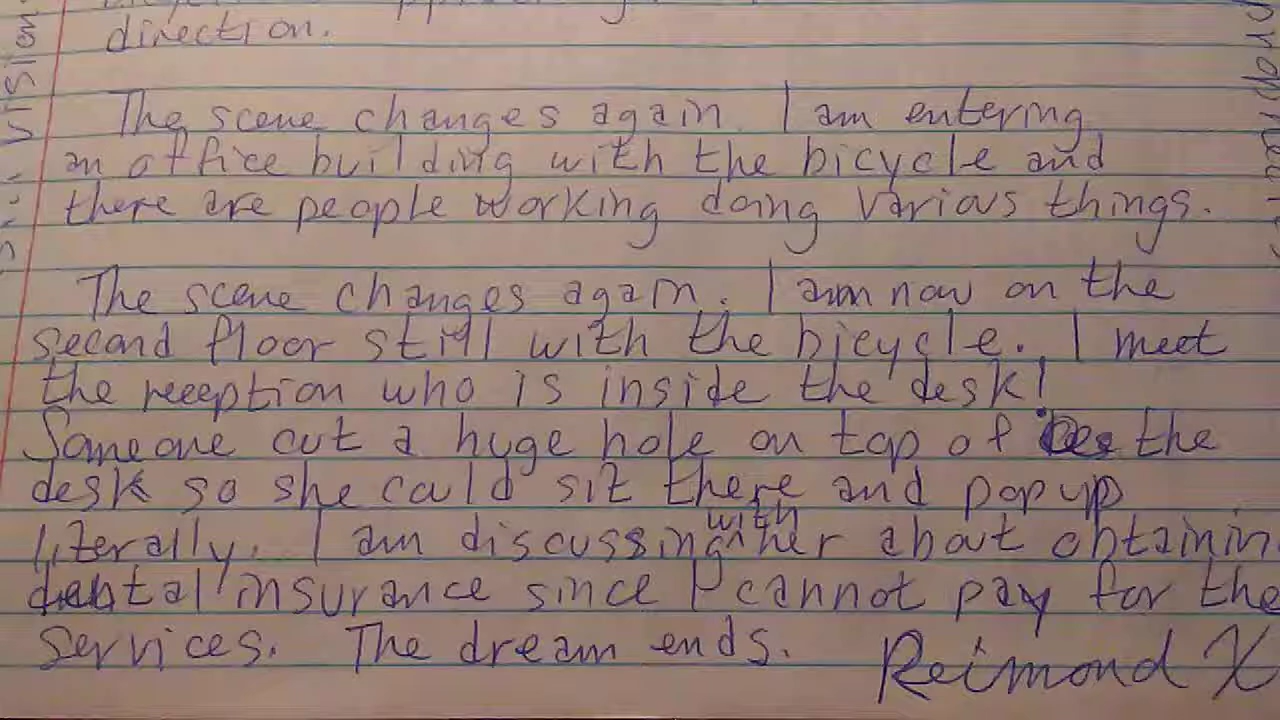 direction.
The scene changes again. I am entering
an office building with the bicycle and
there are people working doing various things.
The scene changes again. I am now on the
second floor still with the bicycle. I meet
the reception who is inside the desk!
Someone cut a huge hole on top of the
desk so she could sit there and pop up
literally. I am discussing with her about obtainin
dental insurance since I cannot pay for the
services. The dream ends.
Reimond X
vision